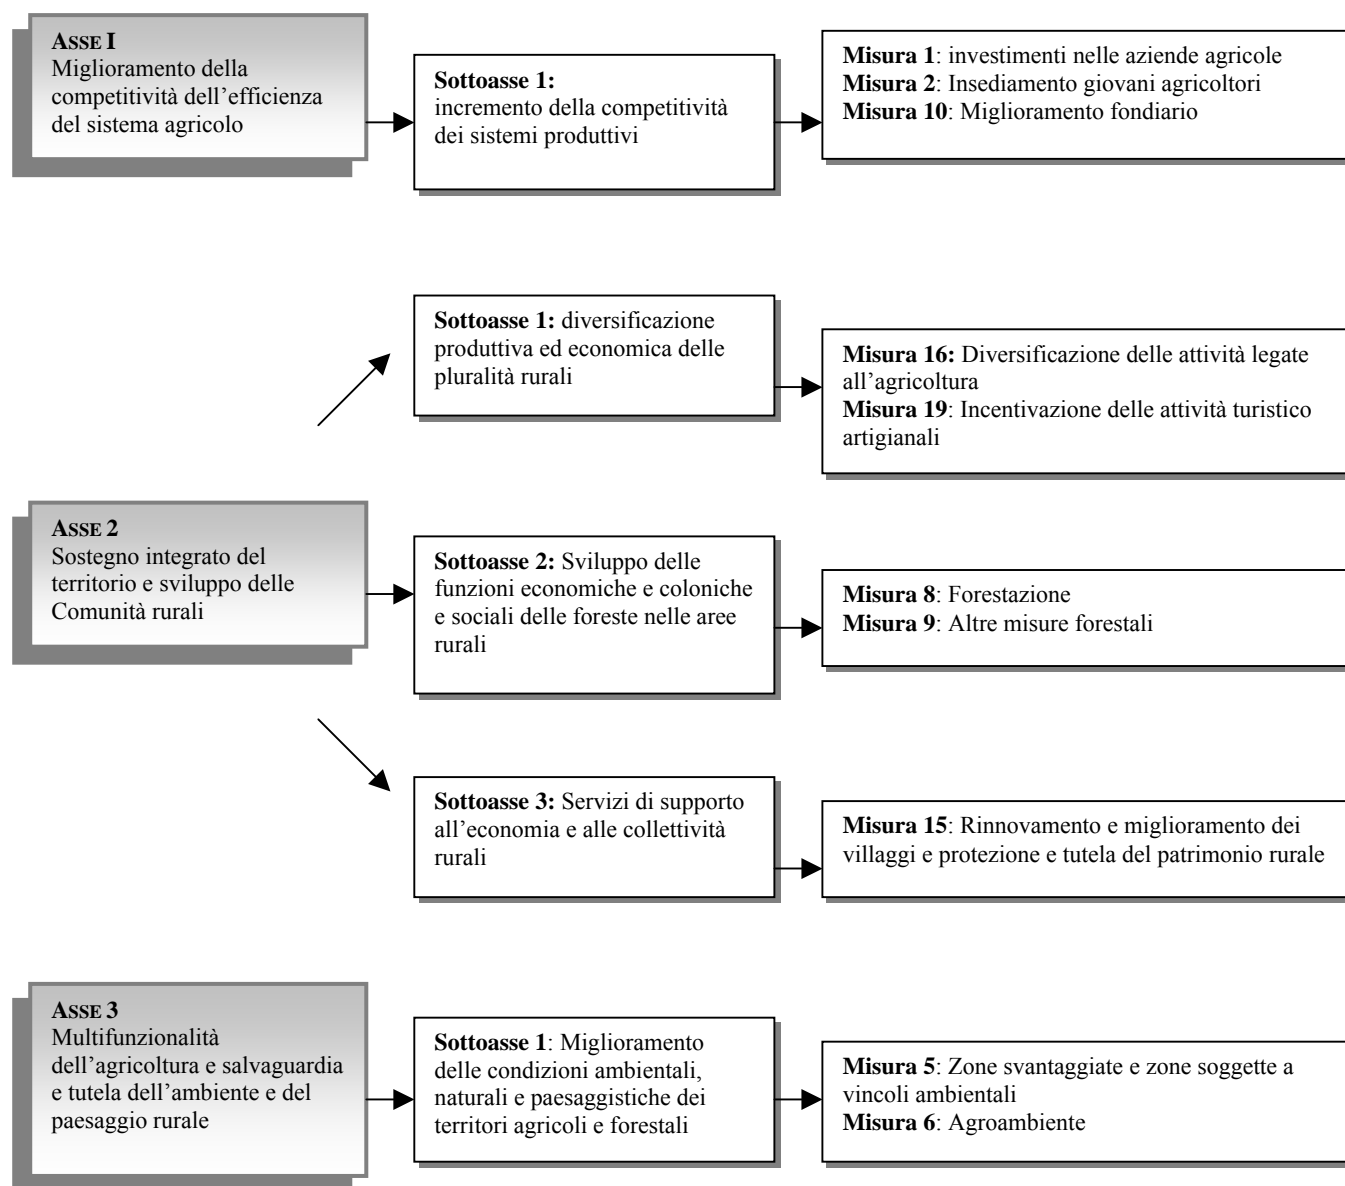 ASSE I
Miglioramento della
competitività dell’efficienza
del sistema agricolo
Sottoasse 1:
incremento della competitività
dei sistemi produttivi
Misura 1: investimenti nelle aziende agricole
Misura 2: Insediamento giovani agricoltori
Misura 10: Miglioramento fondiario
Sottoasse 1: diversificazione
produttiva ed economica delle
pluralità rurali
Misura 16: Diversificazione delle attività legate
all’agricoltura
Misura 19: Incentivazione delle attività turistico
artigianali
ASSE 2
Sostegno integrato del
territorio e sviluppo delle
Comunità rurali
Sottoasse 2: Sviluppo delle
funzioni economiche e coloniche
e sociali delle foreste nelle aree
rurali
Misura 8: Forestazione
Misura 9: Altre misure forestali
Sottoasse 3: Servizi di supporto
all’economia e alle collettività
rurali
Misura 15: Rinnovamento e miglioramento dei
villaggi e protezione e tutela del patrimonio rurale
ASSE 3
Multifunzionalità
dell’agricoltura e salvaguardia
e tutela dell’ambiente e del
paesaggio rurale
Sottoasse 1: Miglioramento
delle condizioni ambientali,
naturali e paesaggistiche dei
territori agricoli e forestali
Misura 5: Zone svantaggiate e zone soggette a
vincoli ambientali
Misura 6: Agroambiente